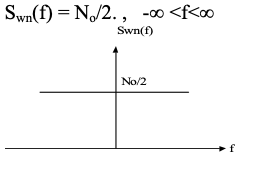 Swn(f) = No/2. ,   -∞ <f<∞
Swn(f)
No/2
f